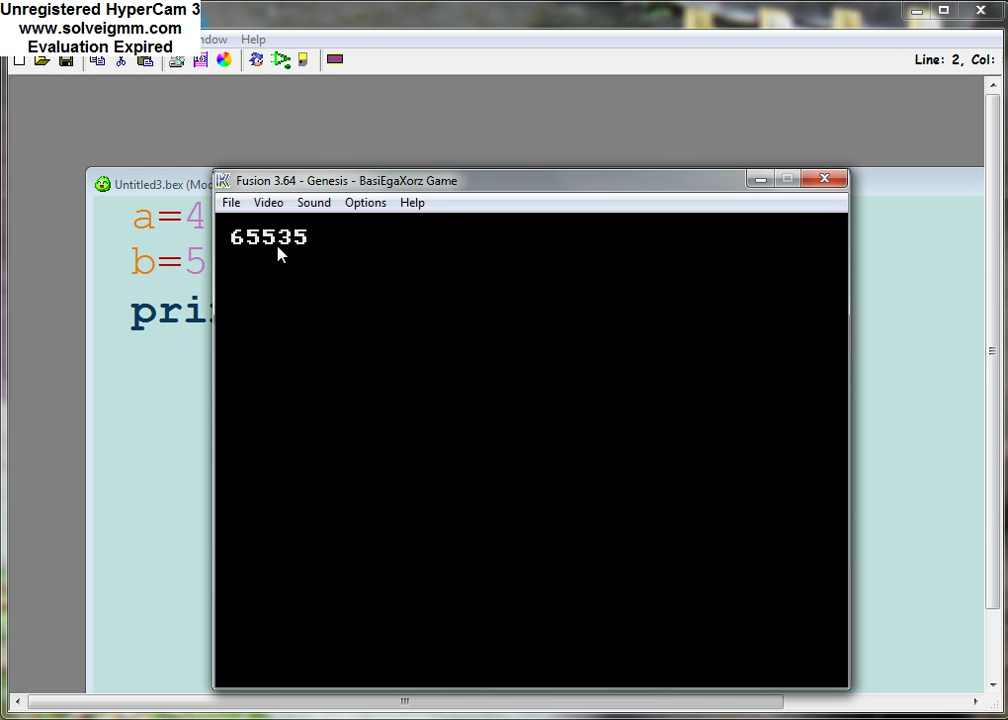 Unregistered HyperCam 3
www.solveigmm.com
Evaluation Expired
Help
Line: 2, Col:
Untitled3.bex
Fusion 3.64 - Genesis - BasiEgaXorz Game
File Video Sound Options Help
65535
a=4
b=5